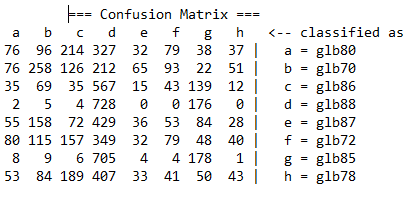 === Confusion Matrix ===
a b c d e f g h <-- classified as
76 96 214 327 32 79 38 37 | a = glb80
76 258 126 212 65 93 22 51 | b = glb70
35 69 35 567 15 43 139 12 | c = glb86
2 5 4 728 0 0 176 0 | d = glb88
55 158 72 429 36 53 84 28 | e = glb87
80 115 157 349 32 79 48 40 | f = glb72
8 9 6 705 4 4 178 1 | g = glb85
53 84 189 407 33 41 50 43 | h = glb78